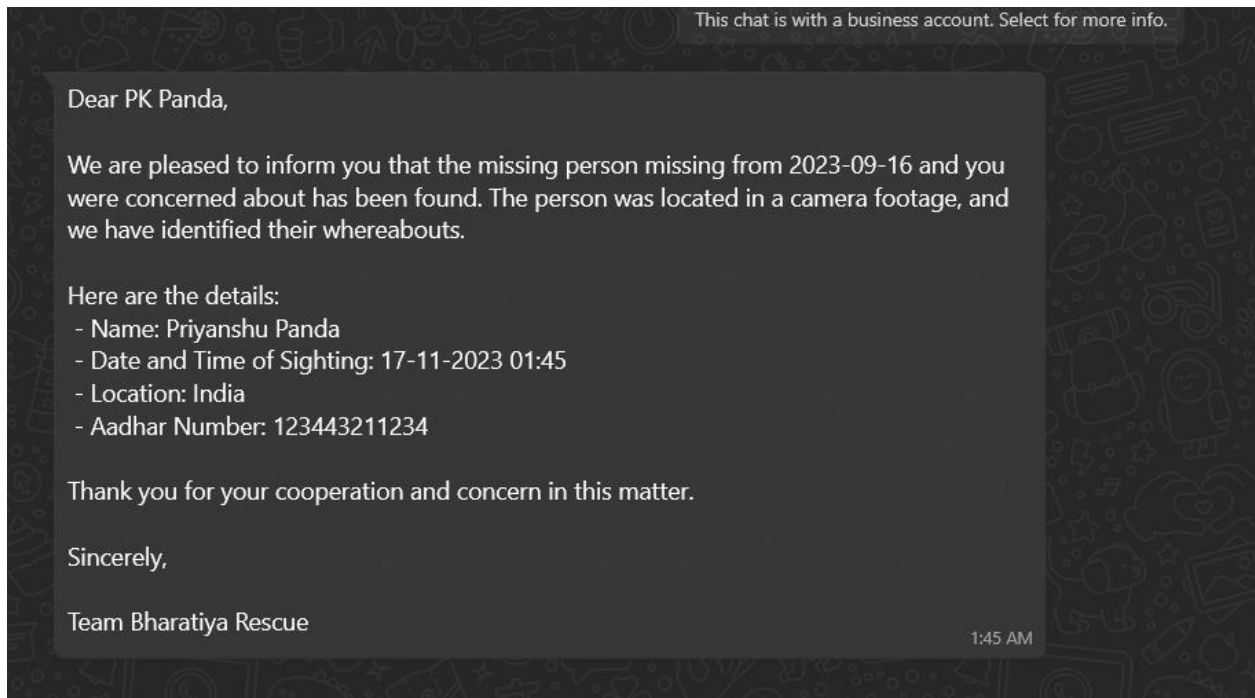 This chat is with a business account. Select for more info.
Dear PK Panda,
We are pleased to inform you that the missing person missing from 2023-09-16 and you
were concerned about has been found. The person was located in a camera footage, and
we have identified their whereabouts.
Here are the details:
- Name: Priyanshu Panda
- Date and Time of Sighting: 17-11-2023 01:45
- Location: India
- Aadhar Number: 123443211234
Thank you for your cooperation and concern in this matter.
Sincerely,
Team Bharatiya Rescue
1:45 AM